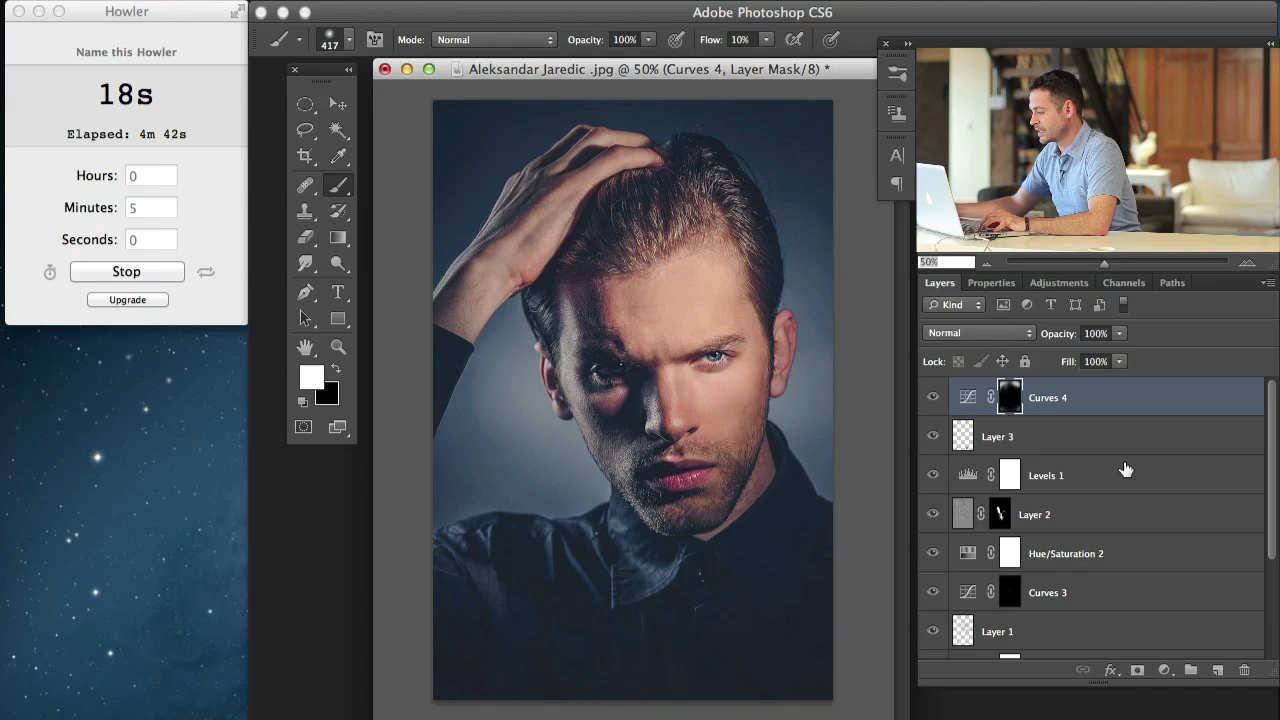 Howler
Name this Howler
18s
Elapsed: 4m 42s
Hours: 0
Minutes: 5
Seconds: 0
Stop
Upgrade
Adobe Photoshop CS6
417
Mode: Normal
Opacity: 100%
Flow: 10%
Aleksandar Jaredic .jpg @ 50% (Curves 4, Layer Mask/8) *
T
A
50%
Layers Properties Adjustments Channels Paths
Kind
T
Normal
Opacity: 100%
Lock:
Fill: 100%
Curves 4
Layer 3
Levels 1
Layer 2
Hue/Saturation 2
Curves 3
Layer 1
fx